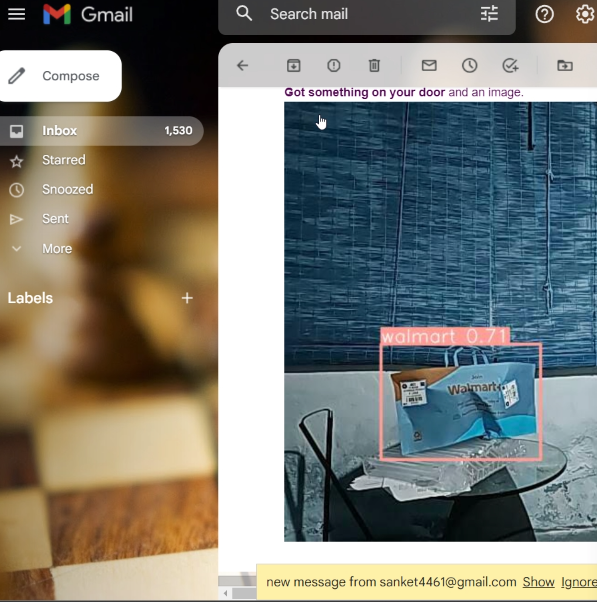 Gmail
Search mail
Compose
Got something on your door and an image.
Inbox 1,530
Starred
Snoozed
Sent
More
Labels
walmart 0.71
Walmart
new message from sanket4461@gmail.com Show Ignore